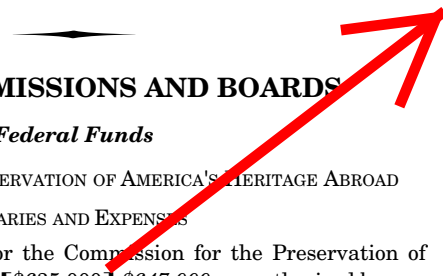 MISSIONS AND BOARDS
Federal Funds
ERVATION OF AMERICA'S HERITAGE ABROAD
ARIES AND EXPENSES
or the Commission for the Preservation of